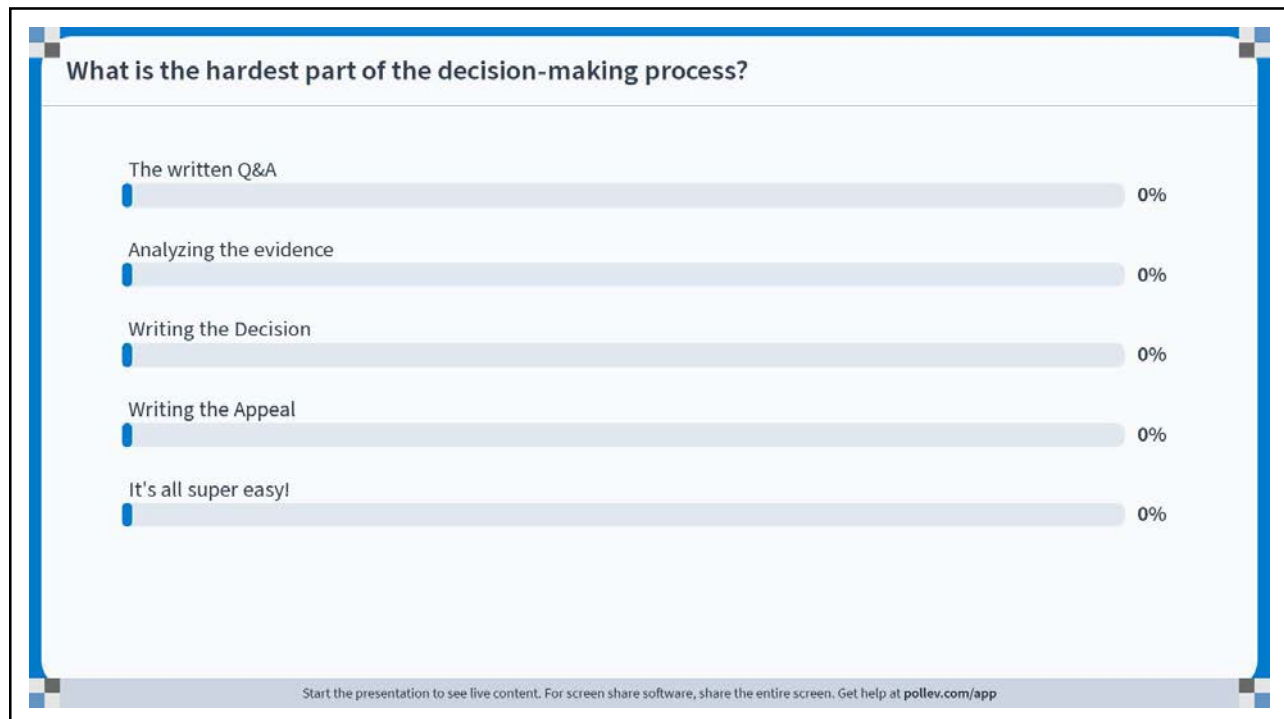 What is the hardest part of the decision-making process?
The written Q&A
0%
Analyzing the evidence
0%
Writing the Decision
0%
Writing the Appeal
0%
It's all super easy!
0%
Start the presentation to see live content. For screen share software, share the entire screen. Get help at pollev.com/app